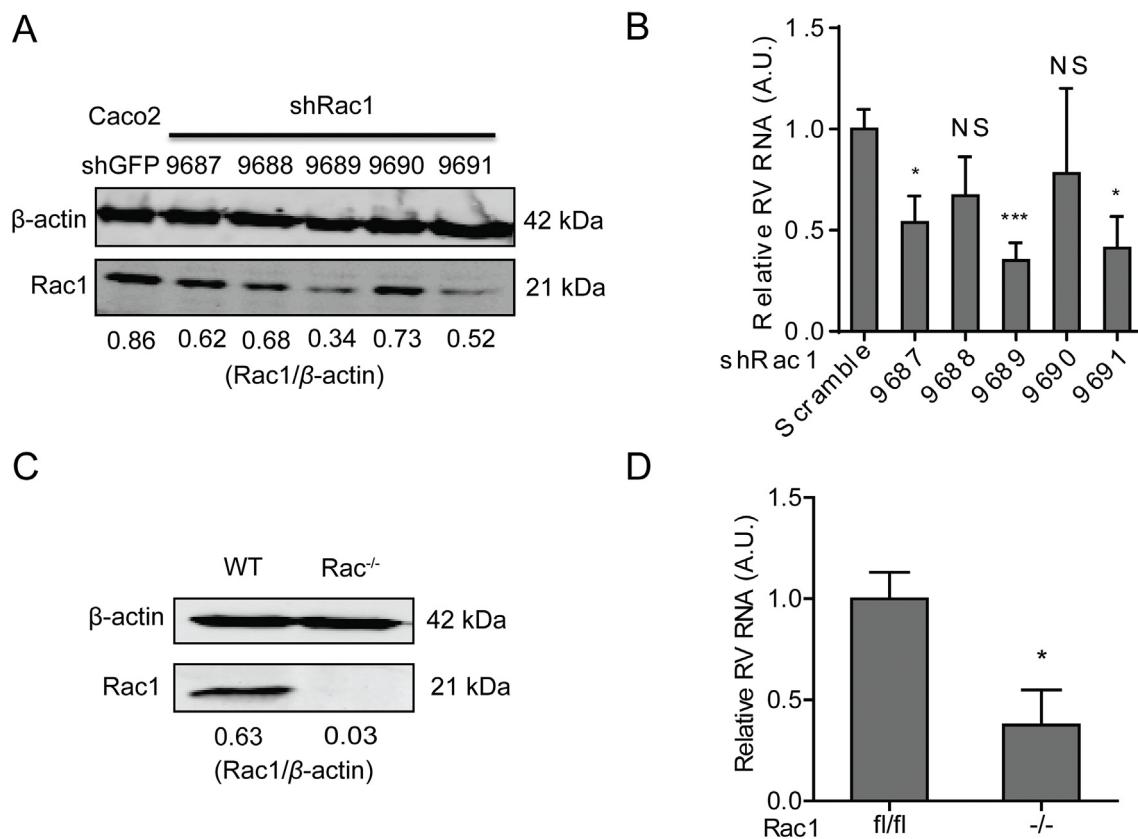 A
Caco2
shRac1
shGFP 9687 9688 9689 9690 9691
β-actin
42 kDa
Rac1
21 kDa
0.86 0.62 0.68 0.34 0.73 0.52
(Rac1/β-actin)
B
Relative RV RNA (A.U.)
1.5
1.0
0.5
0.0
*
NS
***
NS
*
shRac1
Scramble
9687
9688
9689
9690
9691
C
WT Rac-/-
β-actin
42 kDa
Rac1
21 kDa
0.63 0.03
(Rac1/β-actin)
D
Relative RV RNA (A.U.)
1.5
1.0
0.5
0.0
*
Rac1 fl/fl -/-